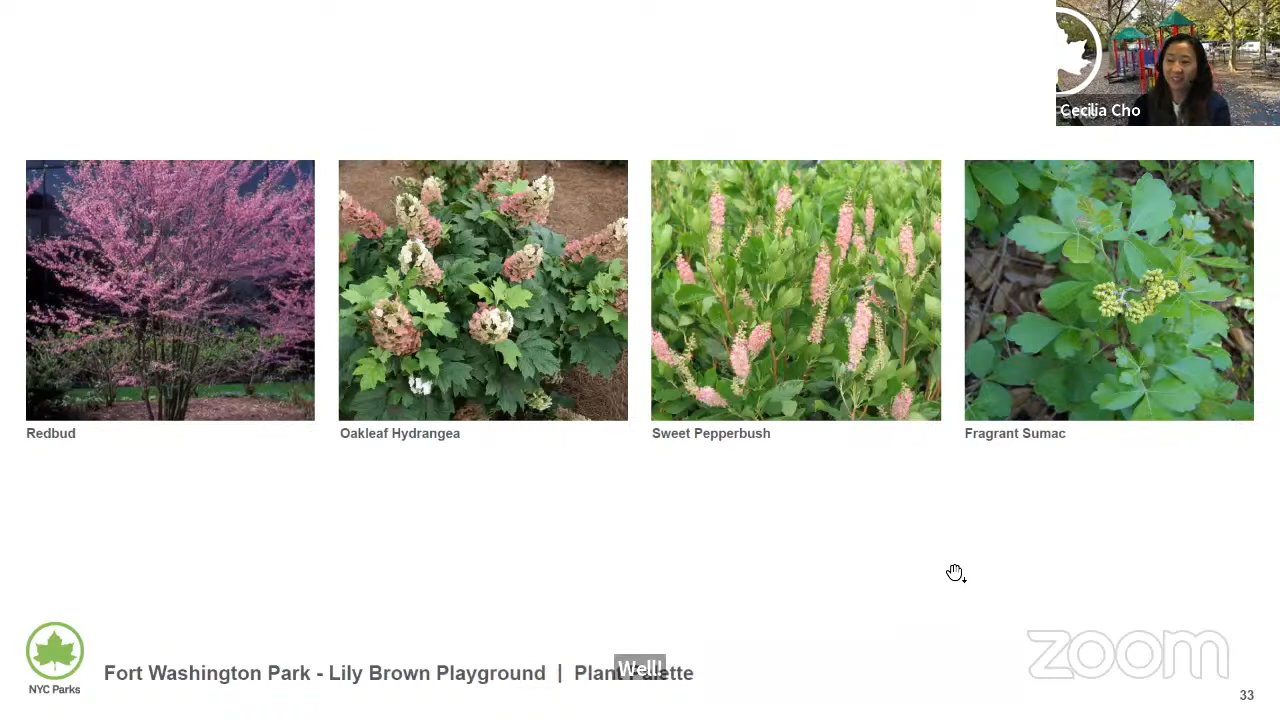 Cecilia Cho
Redbud
Oakleaf Hydrangea
Sweet Pepperbush
Fragrant Sumac
NYC Parks
Fort Washington Park - Lily Brown Playground | Plant Palette
Well!
zoom
33